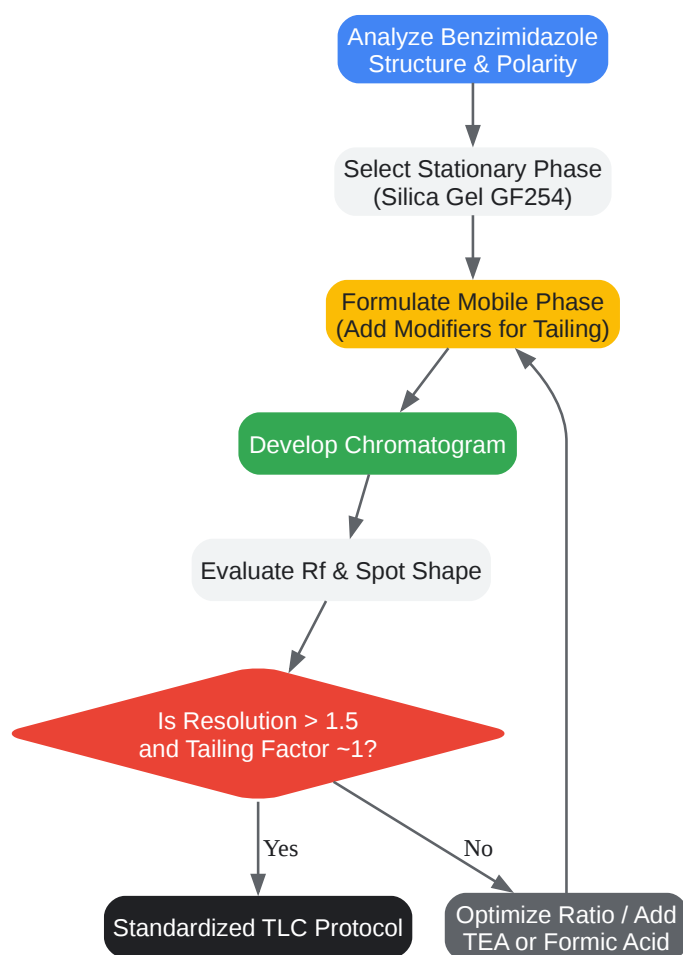 Analyze Benzimidazole
Structure & Polarity
Select Stationary Phase
(Silica Gel GF254)
Formulate Mobile Phase
(Add Modifiers for Tailing)
Develop Chromatogram
Evaluate Rf & Spot Shape
Is Resolution > 1.5
and Tailing Factor ~1?
Yes
No
Standardized TLC Protocol
Optimize Ratio / Add
TEA or Formic Acid